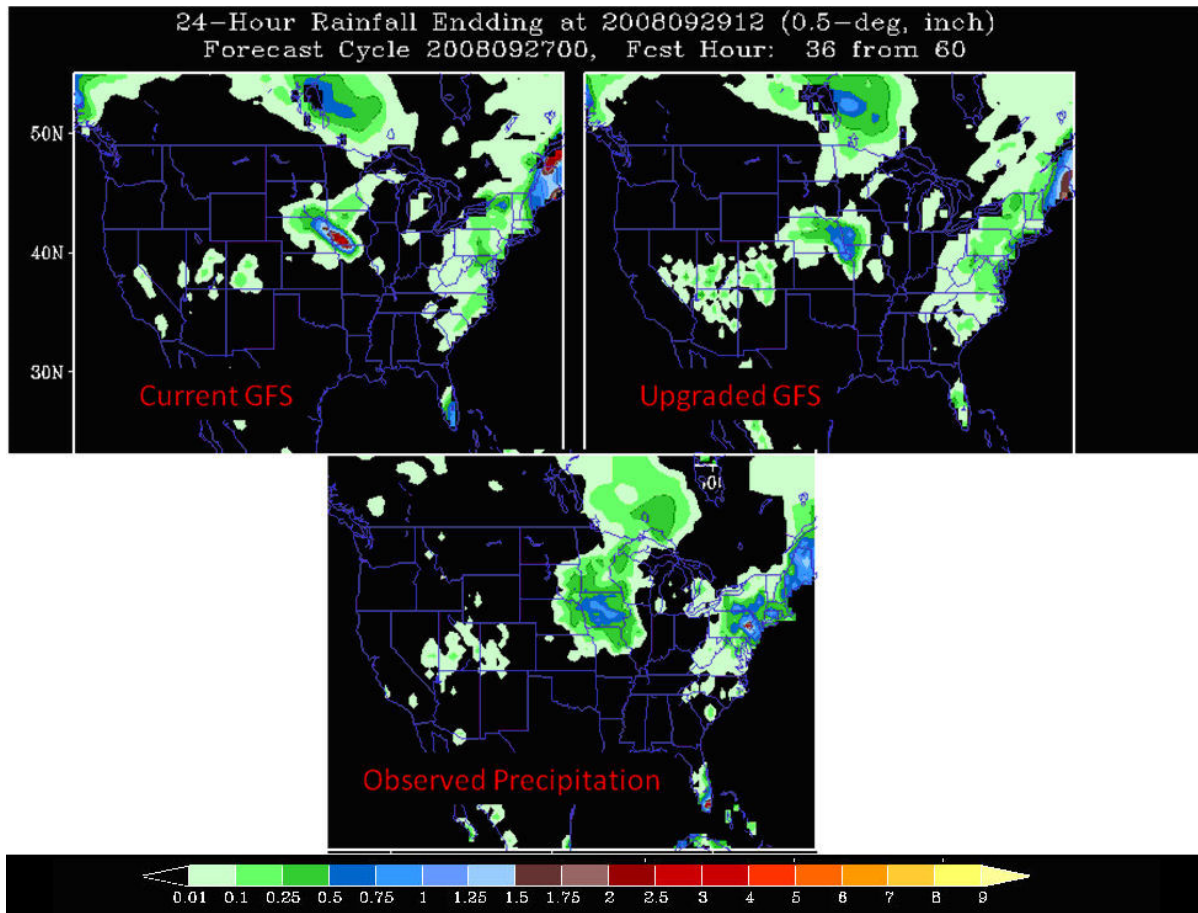 24-Hour Rainfall Endding at 2008092912 (0.5-deg, inch)
Forecast Cycle 2008092700, Fcst Hour: 36 from 60
50N
40N
30N
Current GFS
Upgraded GFS
Observed Precipitation
0.01 0.1 0.25 0.5 0.75 1 1.25 1.5 1.75 2 2.5 3 4 5 6 7 8 9